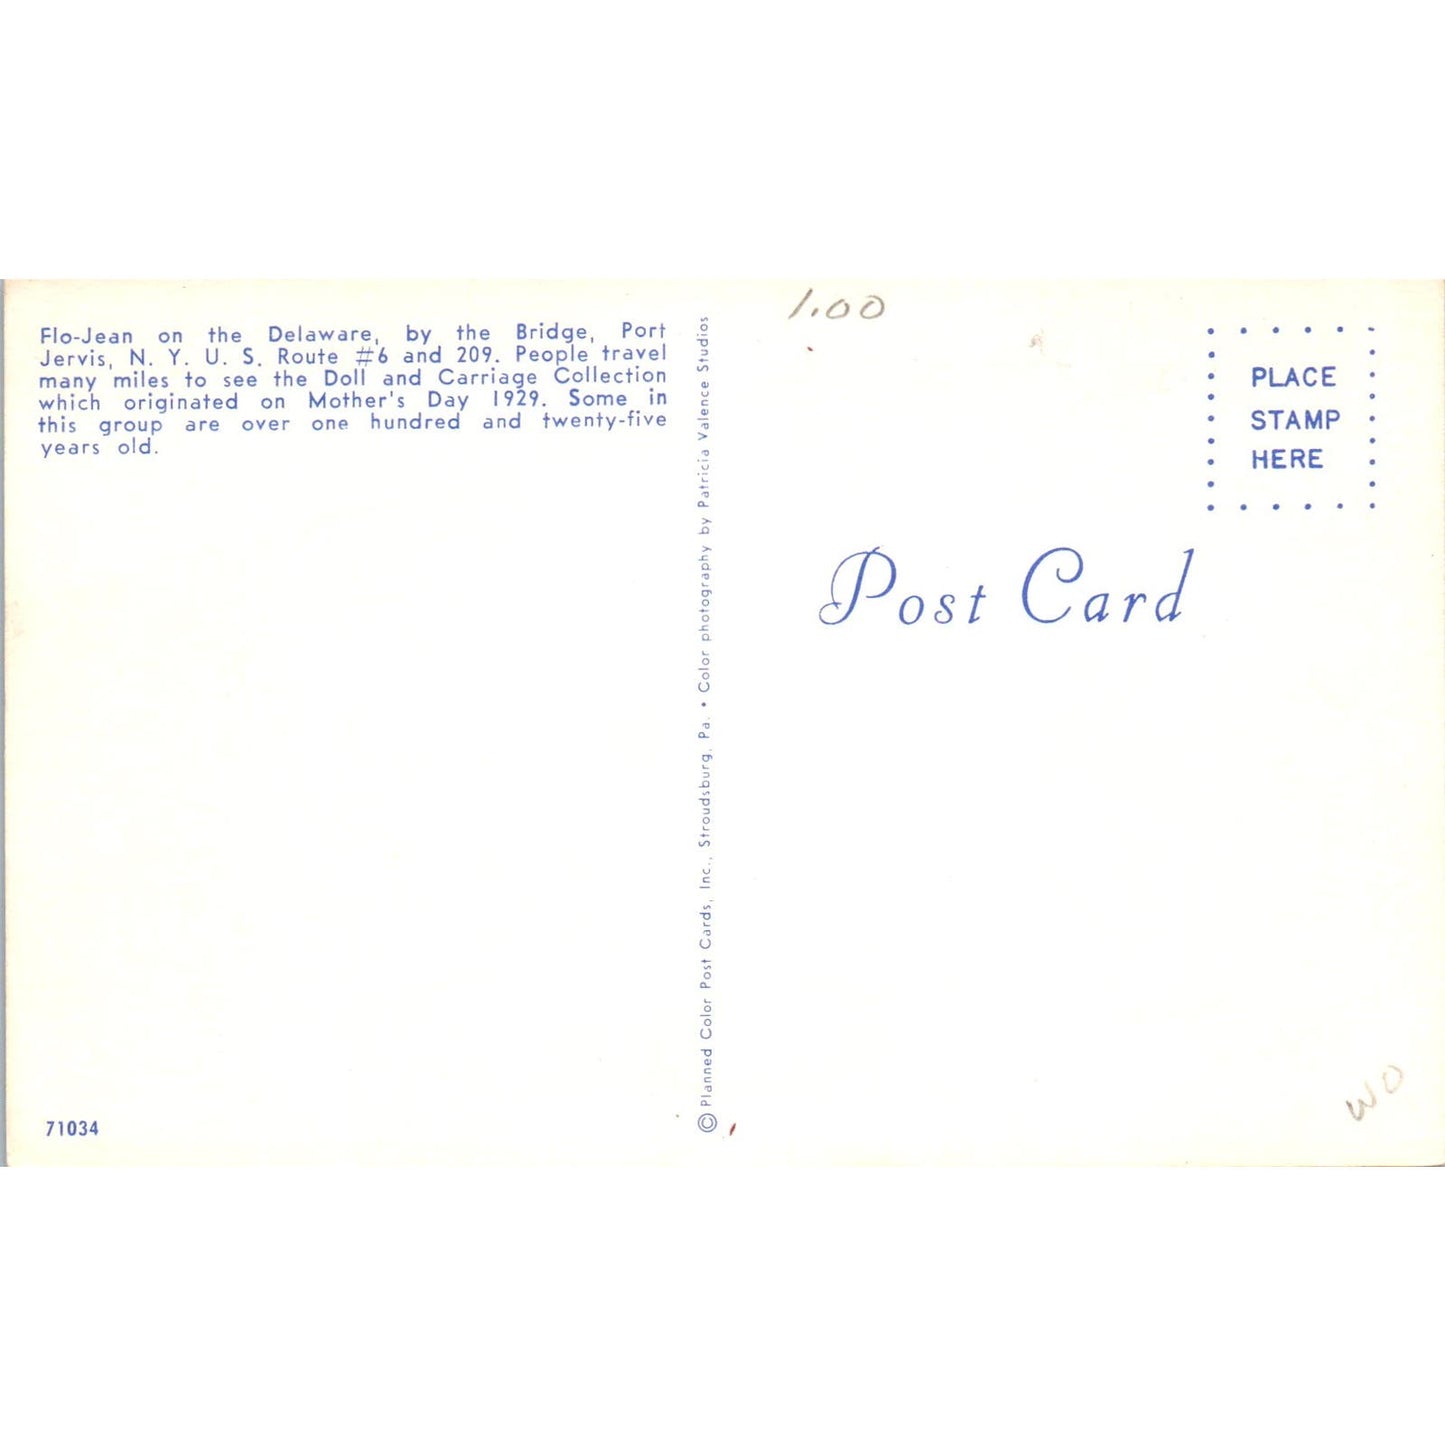 Flo-Jean on the Delaware, by the Bridge, Port
Jervis, N. Y. U. S. Route #6 and 209. People travel
many miles to see the Doll and Carriage Collection
which originated on Mother's Day 1929. Some in
this group are over one hundred and twenty-five
years old.
71034
© Planned Color Post Cards, Inc., Stroudsburg, Pa. • Color photography by Patricia Valence Studios
1.00
PLACE
STAMP
HERE
Post Card
WO